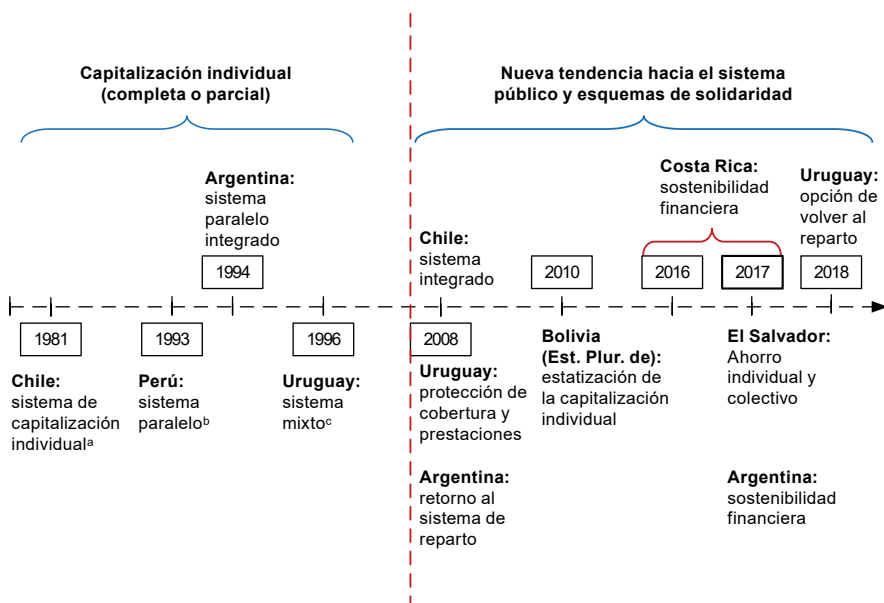 Capitalización individual
(completa o parcial)
Nueva tendencia hacia el sistema
público y esquemas de solidaridad
Argentina:
sistema
paralelo
integrado
Chile:
sistema
integrado
Costa Rica:
sostenibilidad
financiera
Uruguay:
opción de
volver al
reparto
1994
2010
2016
2017
2018
1981
1993
1996
2008
Chile:
sistema de
capitalización
individualᵃ
Perú:
sistema
paraleloᵇ
Uruguay:
sistema
mixtoᶜ
Uruguay:
protección de
cobertura y
prestaciones
Bolivia
(Est. Plur. de):
estatización de
la capitalización
individual
El Salvador:
Ahorro
individual y
colectivo
Argentina:
retorno al
sistema de
reparto
Argentina:
sostenibilidad
financiera